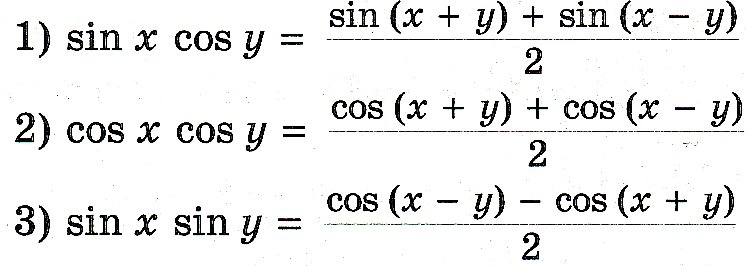 1) sin x cos y = (sin (x + y) + sin (x − y)) / 2
2) cos x cos y = (cos (x + y) + cos (x − y)) / 2
3) sin x sin y = (cos (x − y) − cos (x + y)) / 2